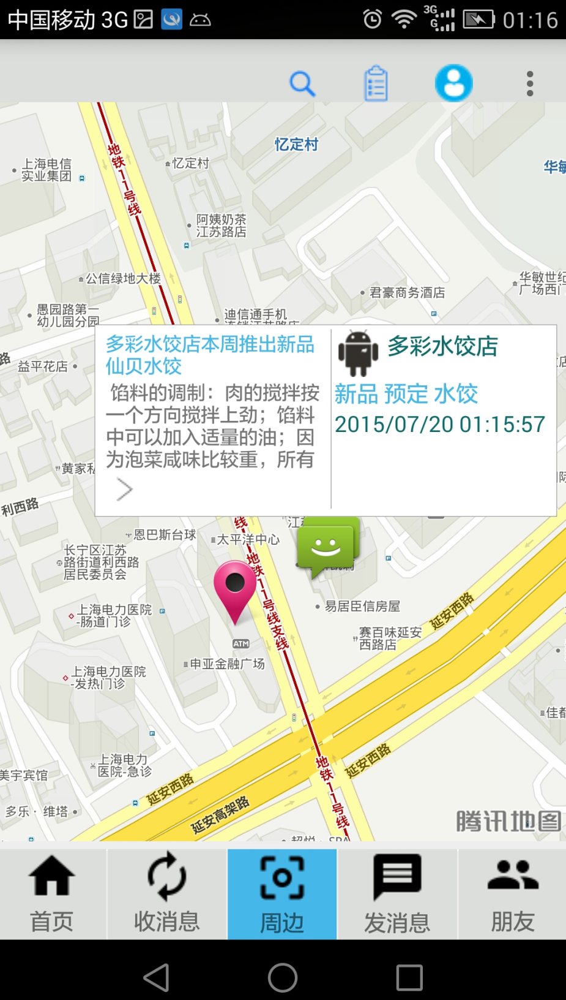 中国移动 3G
3G
G
01:16
忆定村
华敏
上海电信
实业集团
忆定村
地铁11号线
阿姨奶茶
江苏路店
公信绿地大楼
华敏世纪
广场西门
君豪商务酒店
愚园路第一
幼儿园分园
迪信通手机
路
益平花店
店
多彩水饺店本周推出新品
仙贝水饺
馅料的调制：肉的搅拌按
一个方向搅拌上劲；馅料
中可以加入适量的油；因
为泡菜咸味比较重，所有
多彩水饺店
新品 预定 水饺
2015/07/20 01:15:57
黄家私
际
利西路
线
江苏
恩巴斯台球
太平洋中心
长宁区江苏
路街道利西路
居民委员会
地铁11号线支线
上海电力医院
-肠道门诊
易居臣信房屋
延安西路
赛百味延安
西路店
ATM
申亚金融广场
上海电力医院
-发热门诊
佳都
上海电力
医院-急诊
美宇宾馆
延安西路
延安西路
地铁11号线
多乐·维塔
延安高架路
腾讯地图
超悦·SPA
首页
收消息
周边
发消息
朋友